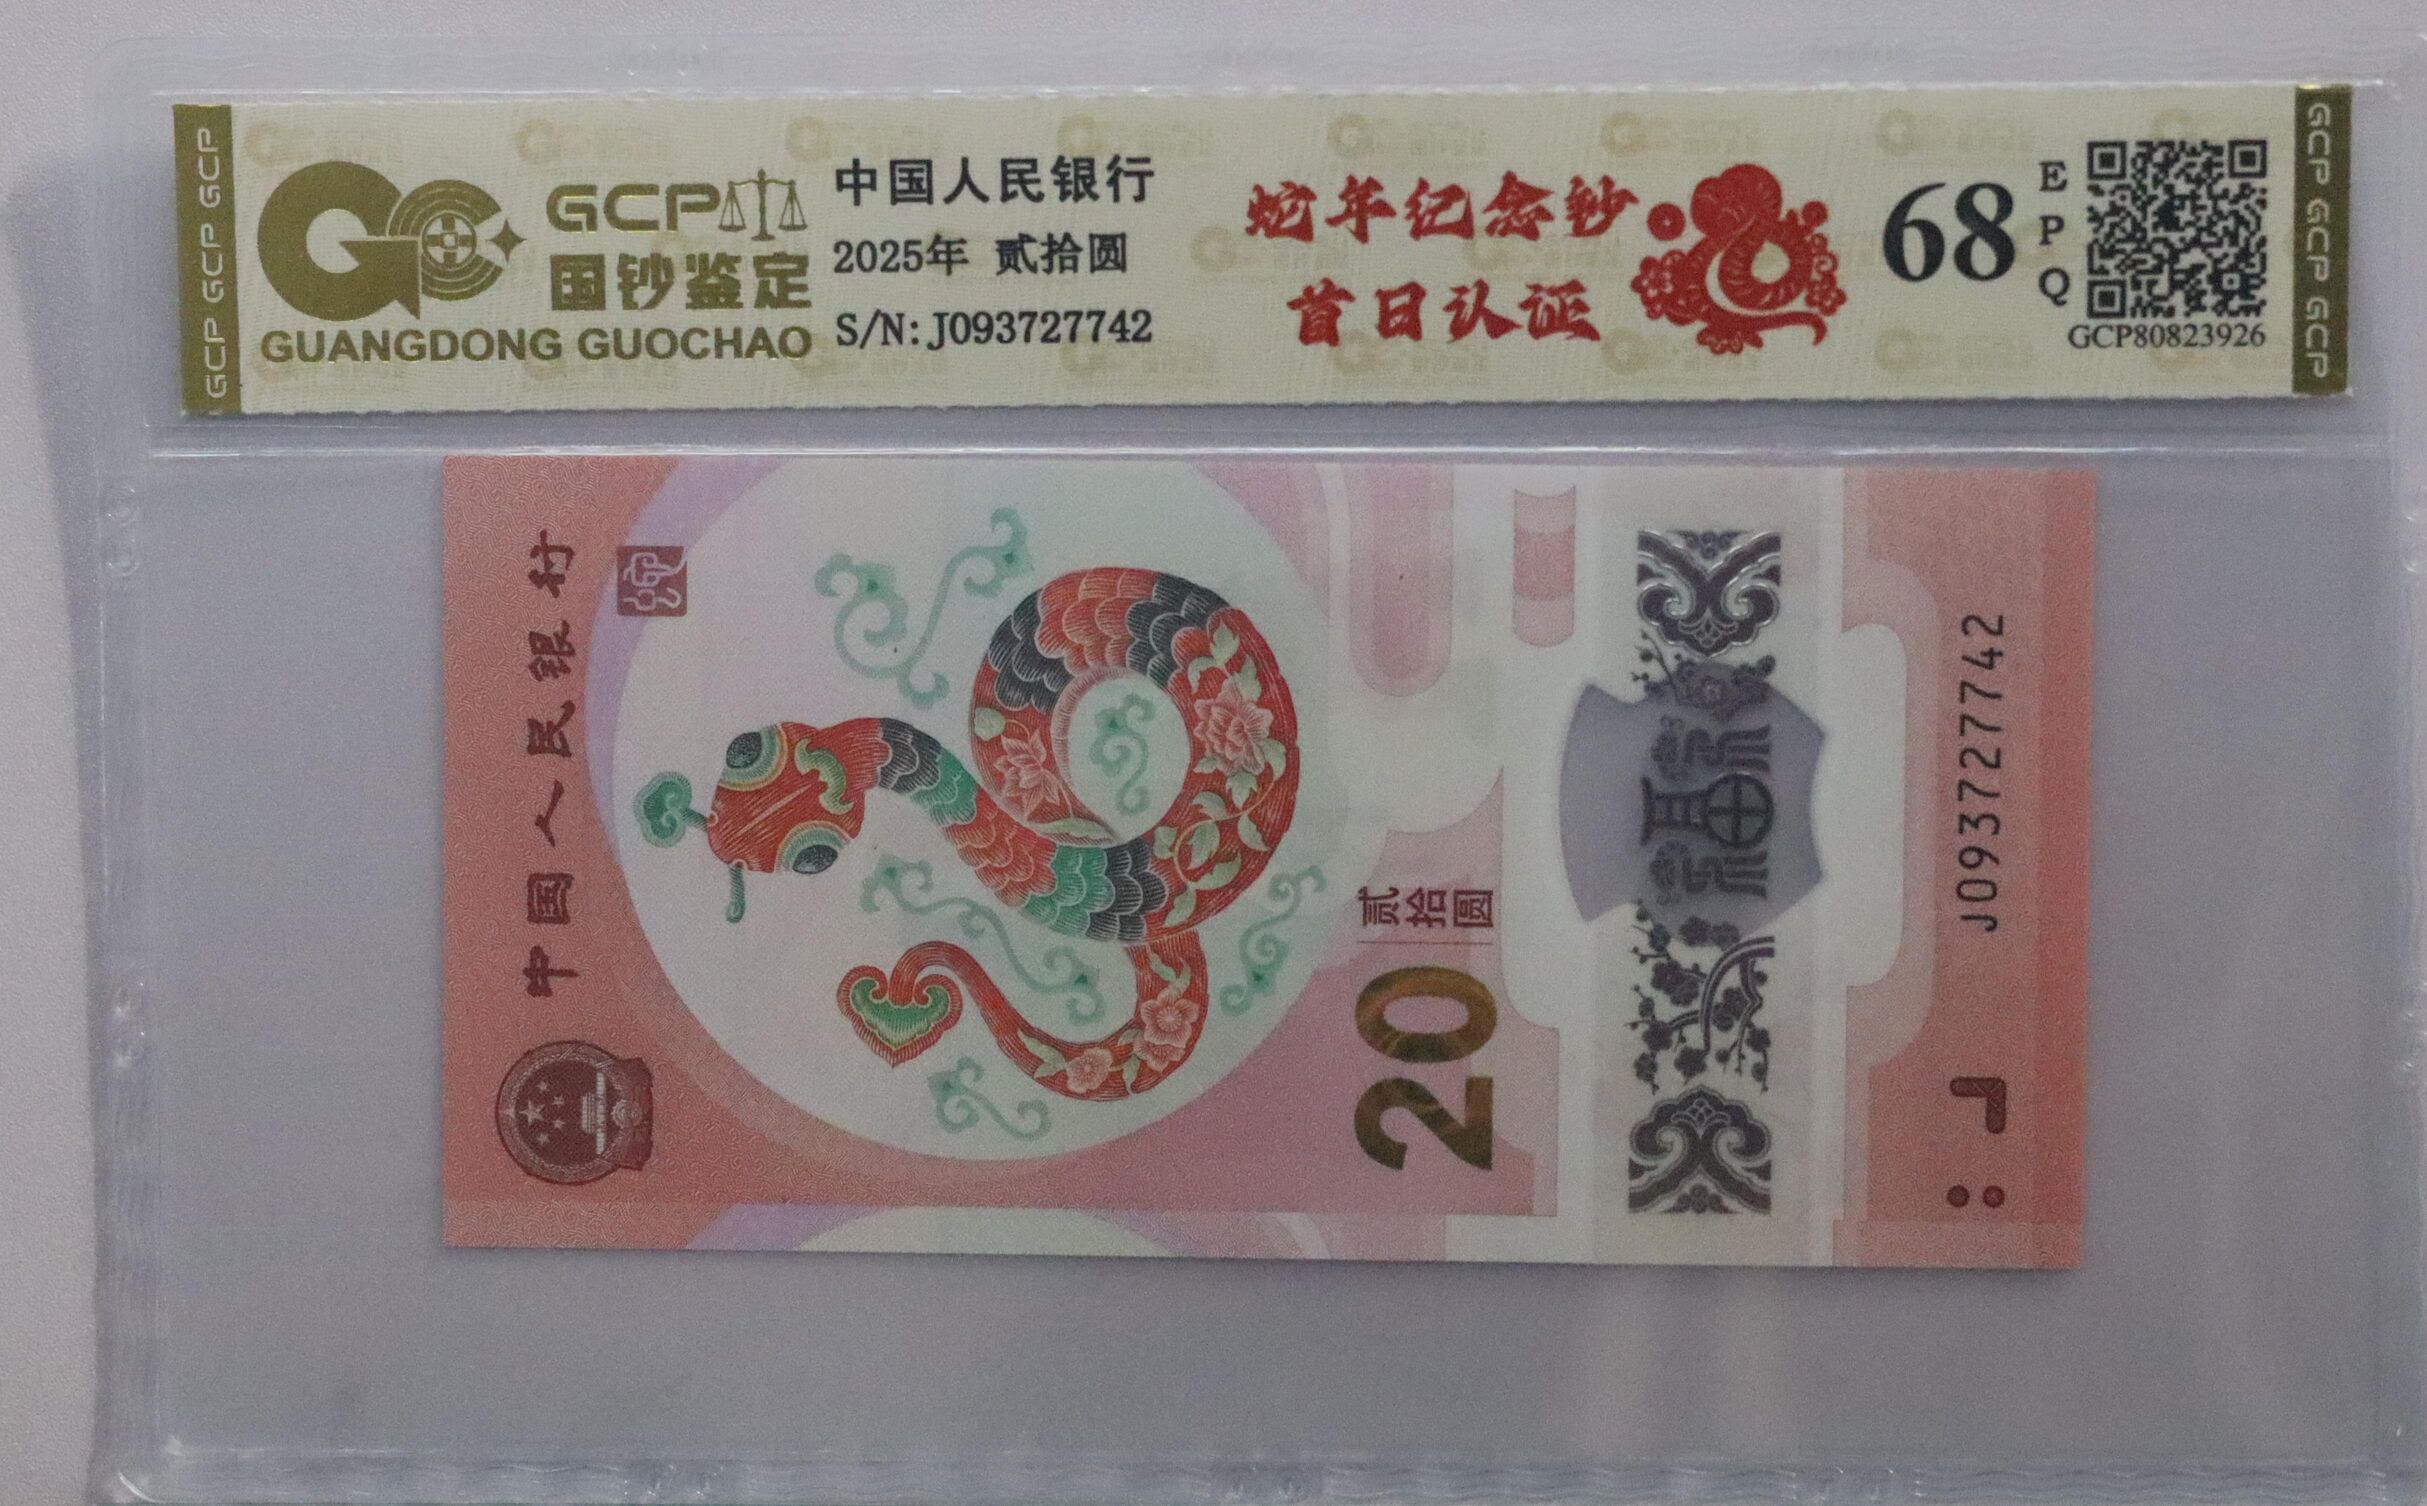 GCP GCP GCP
GCP
国钞鉴定
GUANGDONG GUOCHAO
中国人民银行
2025年 贰拾圆
S/N: J093727742
蛇年纪念钞
首日认证
68
EPQ
GCP80823926
GCP GCP GCP
中国人民银行
20
贰拾圆
福
J093727742